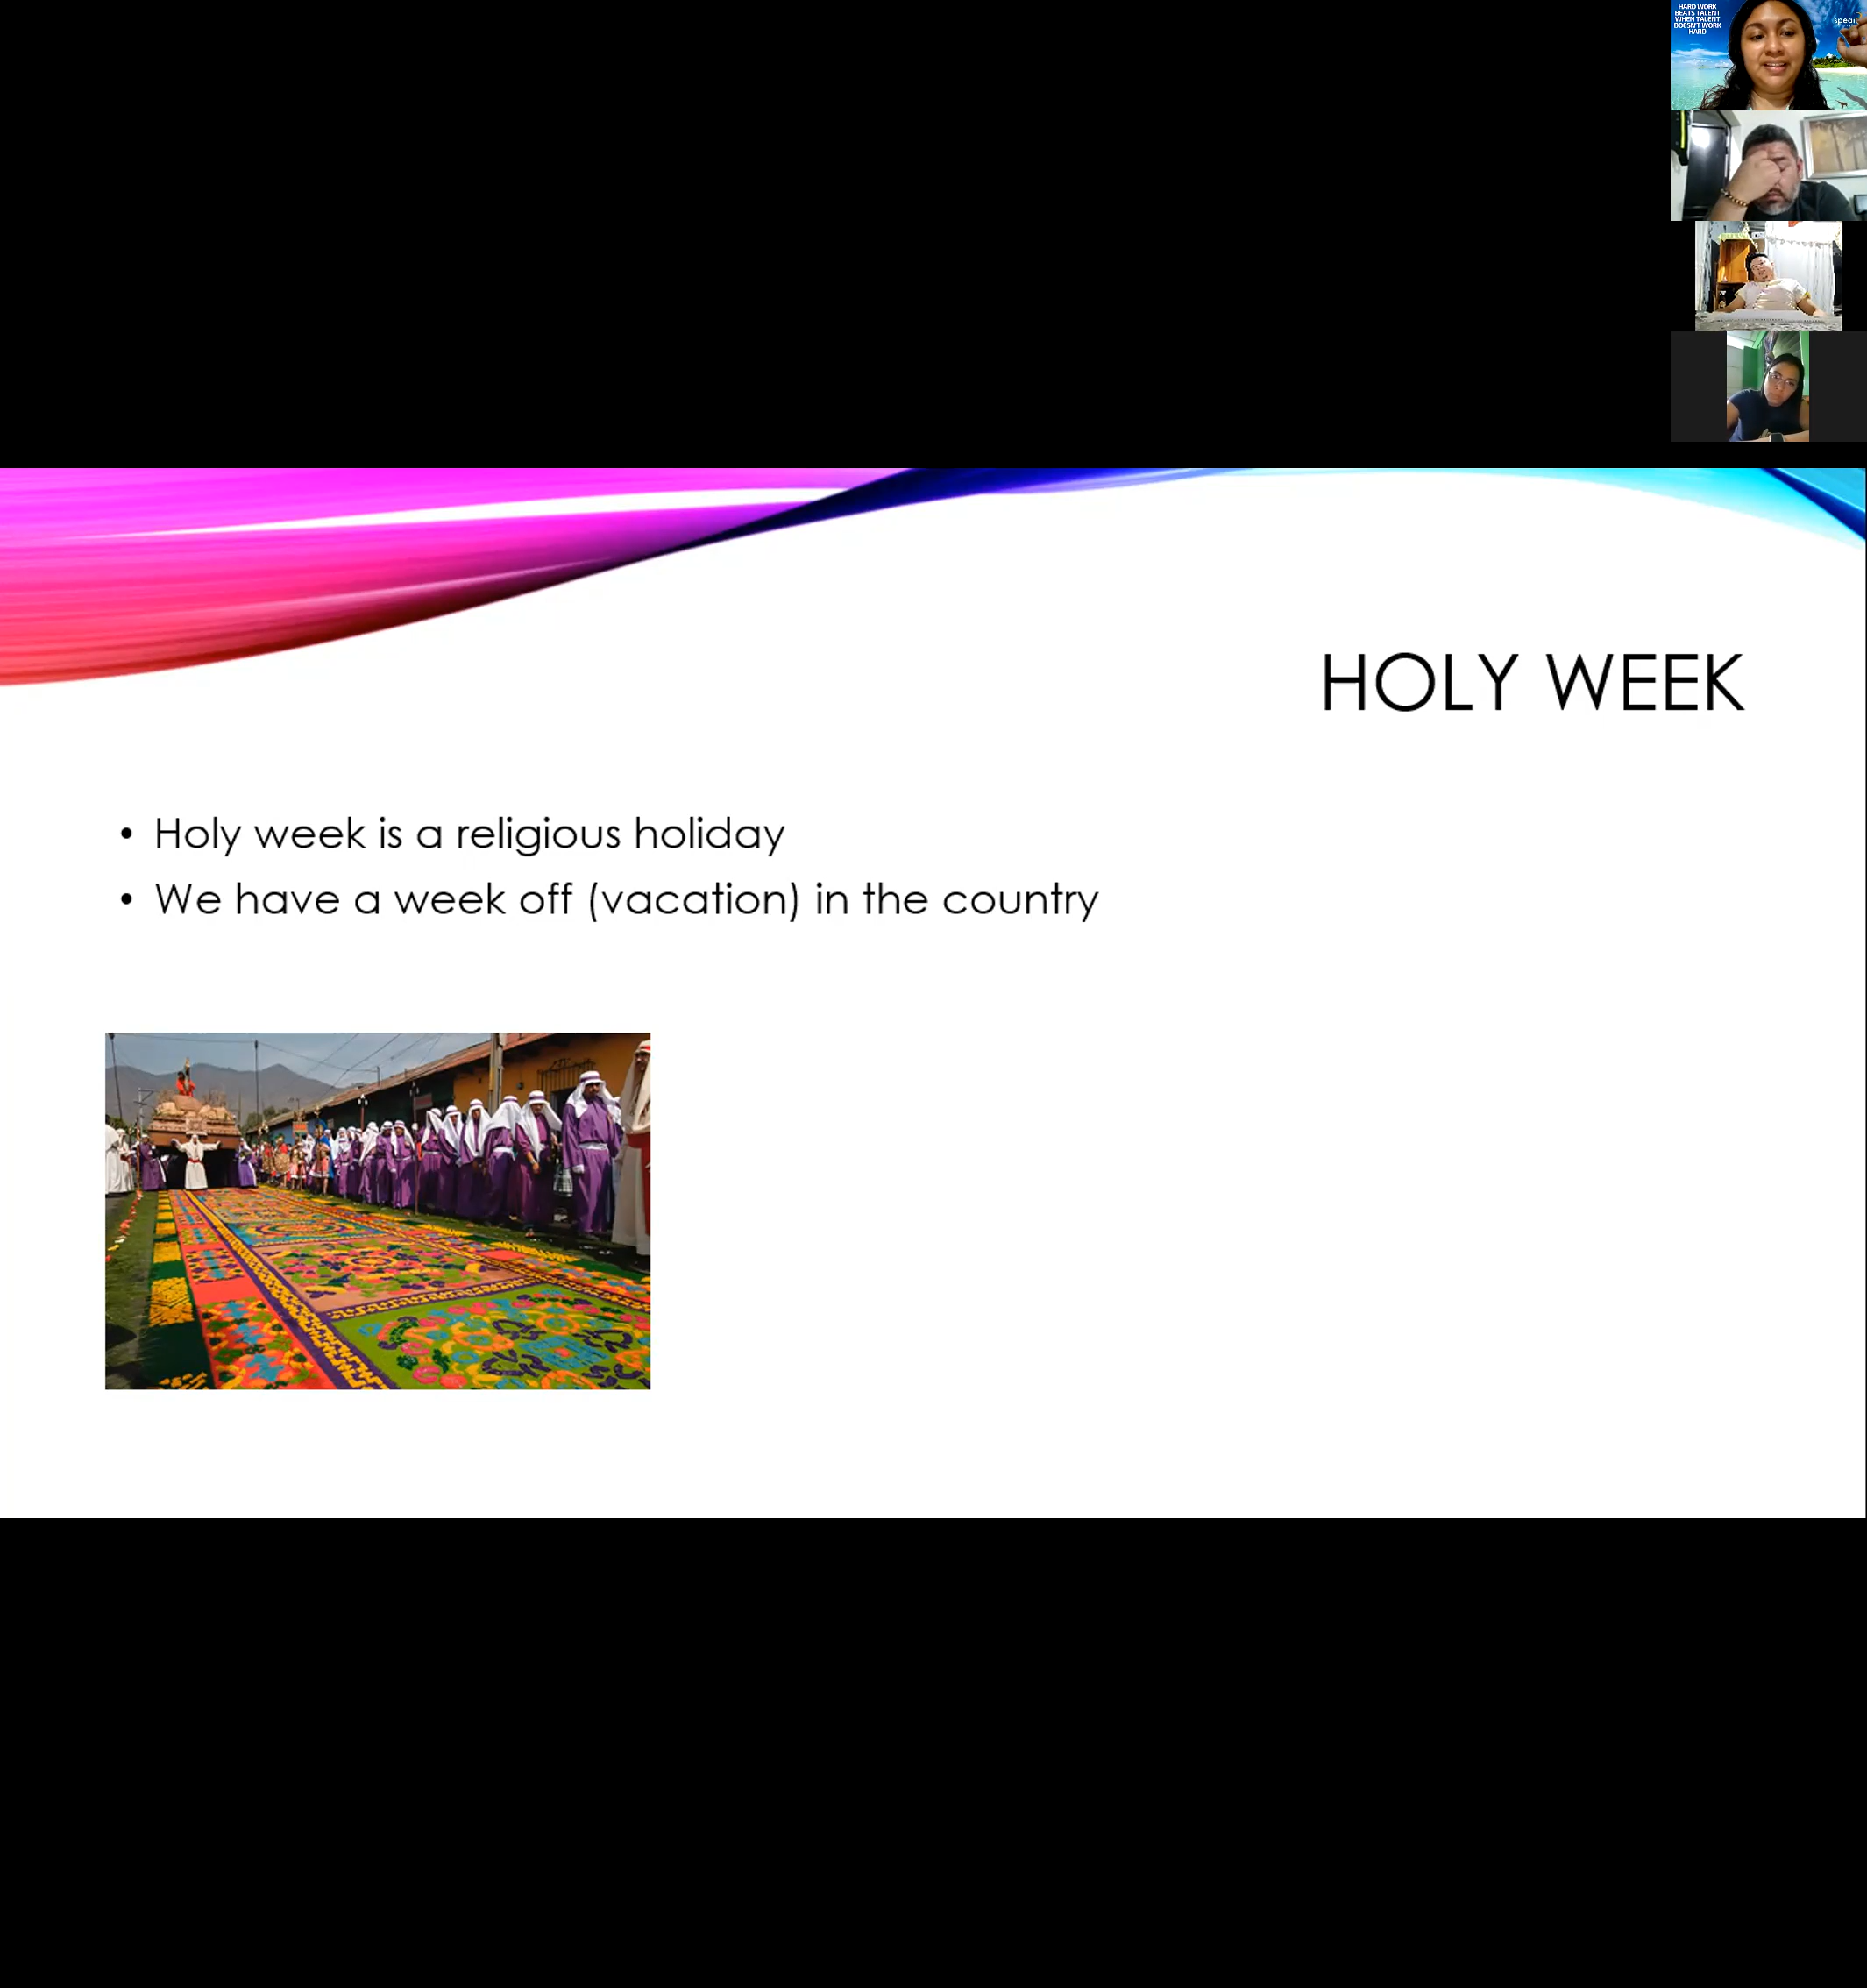 HARD WORK
BEATS TALENT
WHEN TALENT
DOESN'T WORK
HARD
HOLY WEEK
• Holy week is a religious holiday
• We have a week off (vacation) in the country